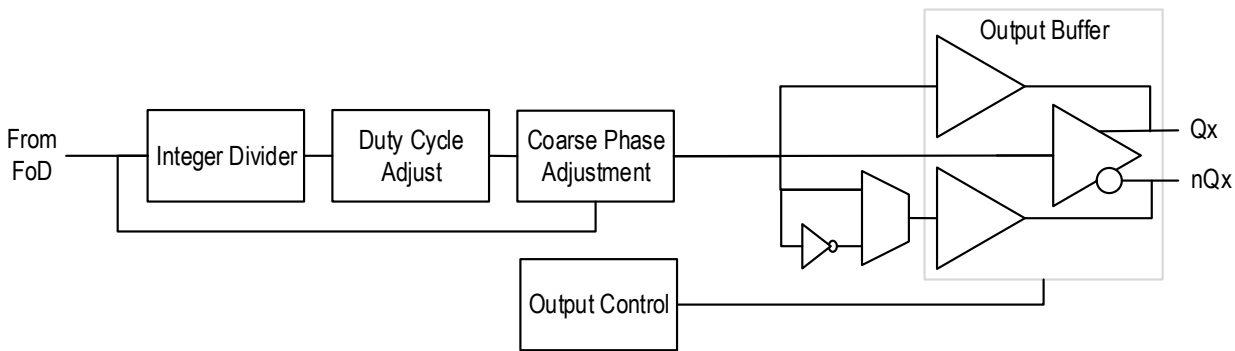 Output Buffer
From
FoD
Integer Divider
Duty Cycle
Adjust
Coarse Phase
Adjustment
Qx
nQx
Output Control